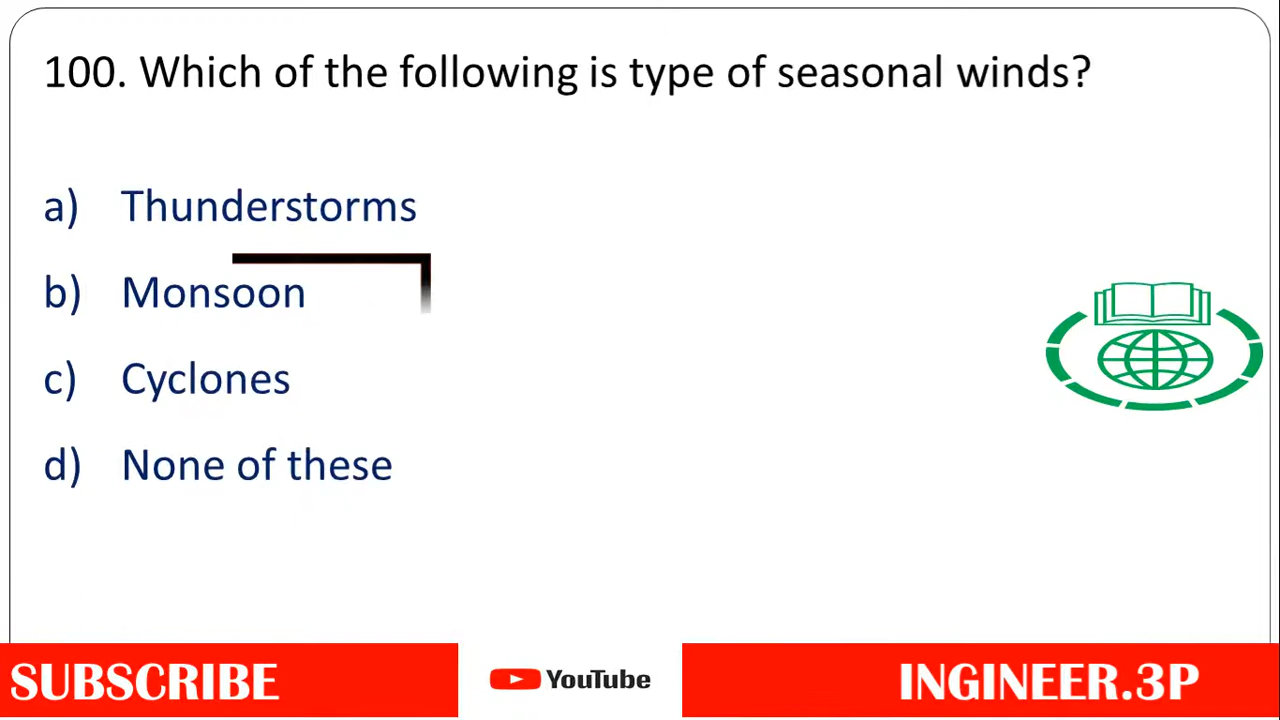 100. Which of the following is type of seasonal winds?
a) Thunderstorms
b) Monsoon
c) Cyclones
d) None of these
SUBSCRIBE YouTube INGINEER.3P